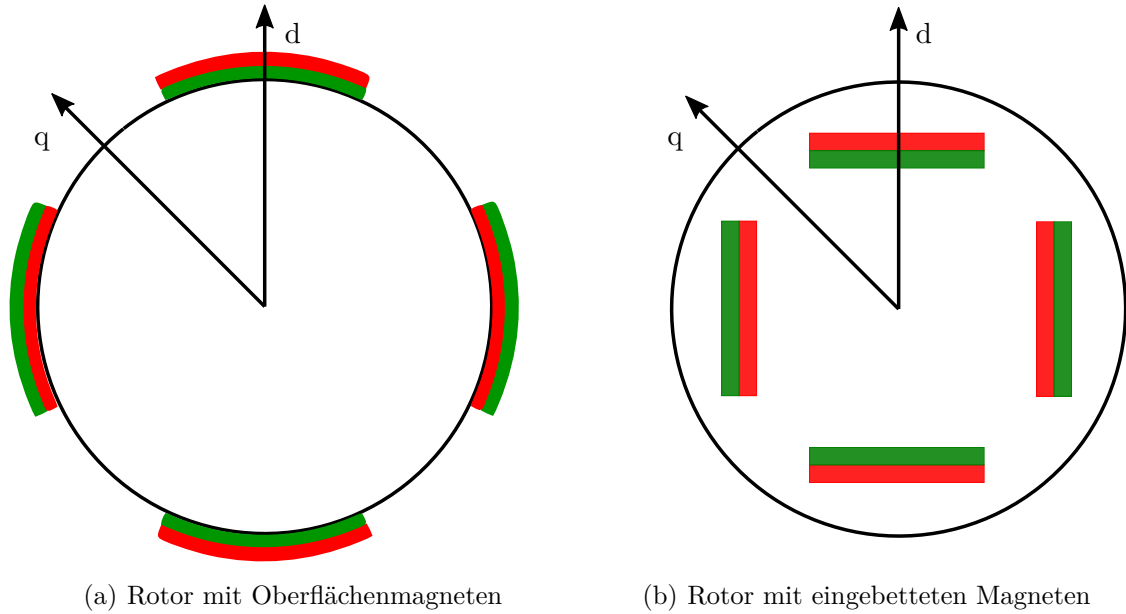 d
q
d
q
(a) Rotor mit Oberflächenmagneten
(b) Rotor mit eingebetteten Magneten